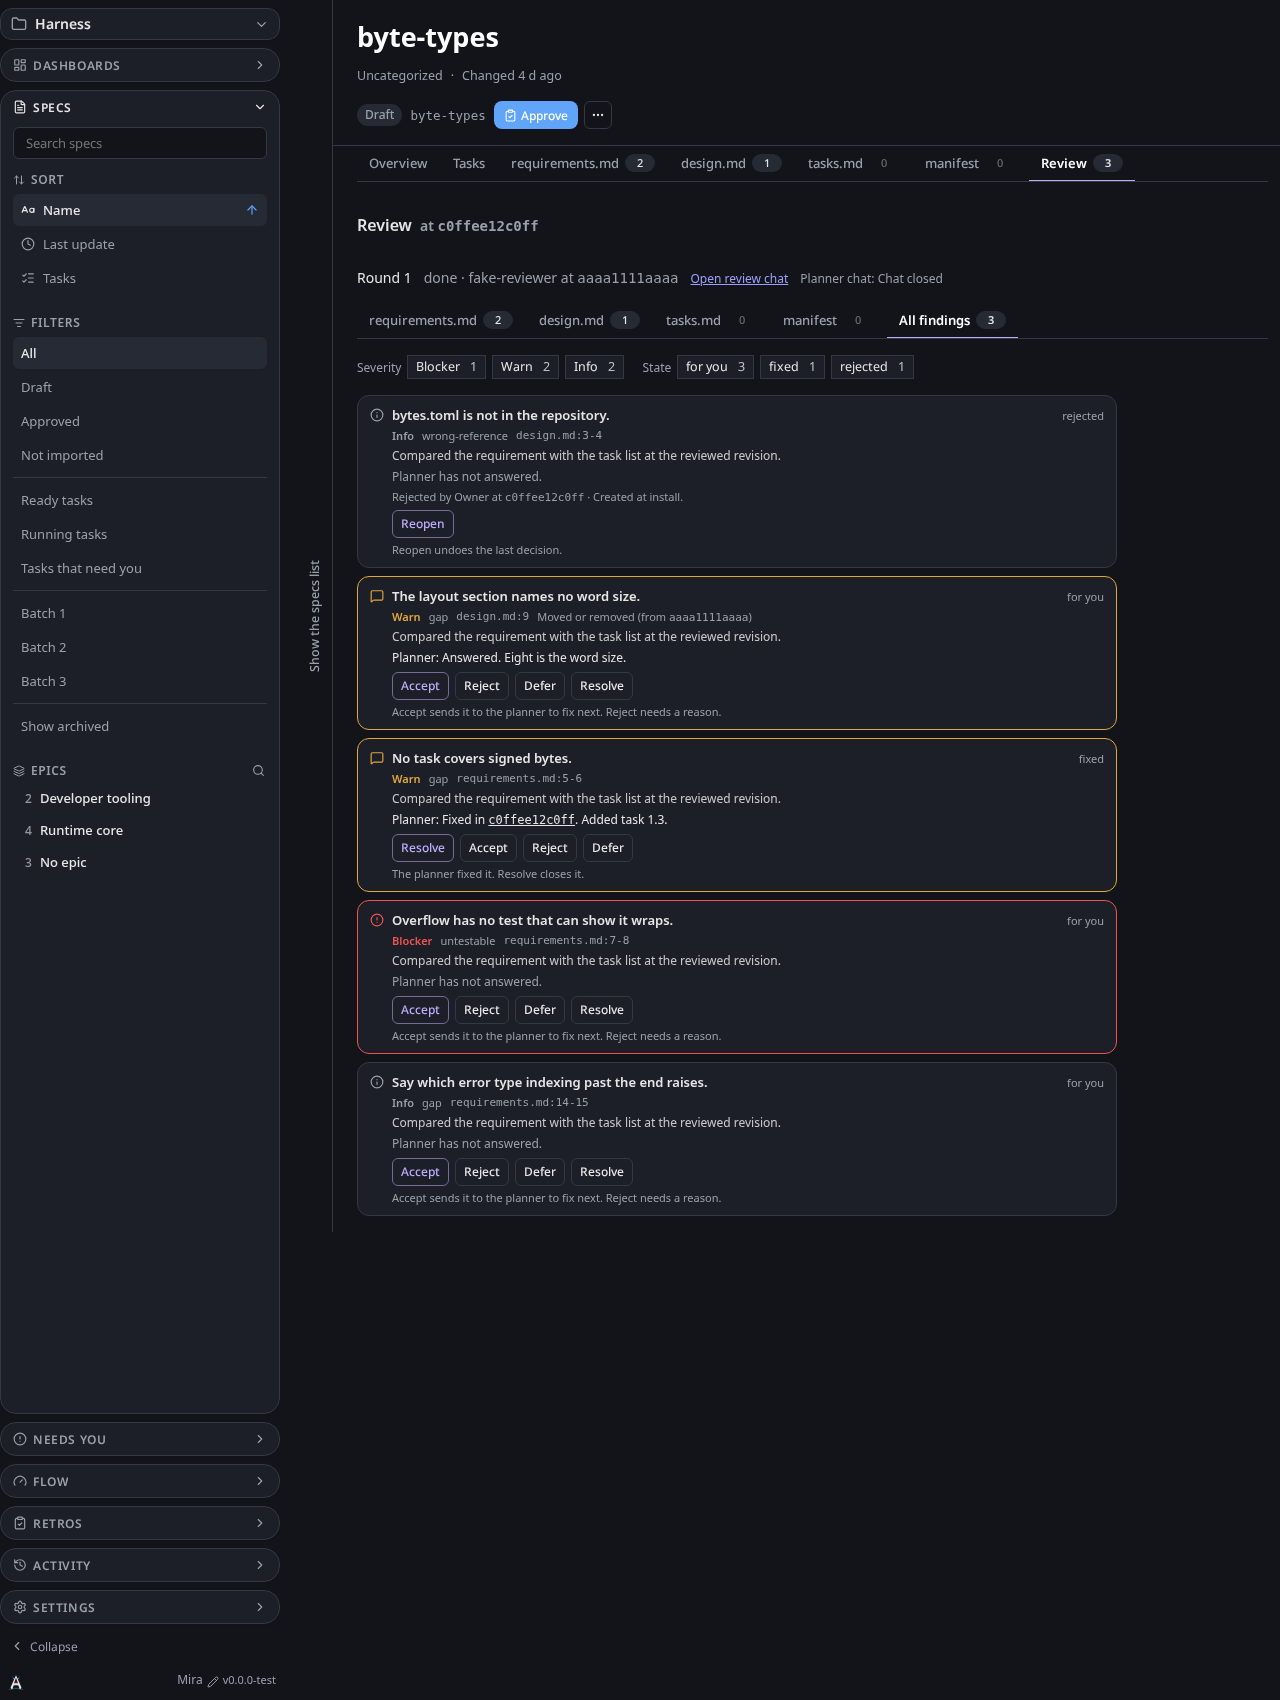 Harness
DASHBOARDS
SPECS
Search specs
SORT
Aa Name
Last update
Tasks
FILTERS
All
Draft
Approved
Not imported
Ready tasks
Running tasks
Tasks that need you
Batch 1
Batch 2
Batch 3
Show archived
EPICS
2 Developer tooling
4 Runtime core
3 No epic
NEEDS YOU
FLOW
RETROS
ACTIVITY
SETTINGS
Collapse
A Mira v0.0.0-test
Show the specs list
byte-types
Uncategorized · Changed 4 d ago
Draft byte-types Approve ···
Overview Tasks requirements.md 2 design.md 1 tasks.md 0 manifest 0 Review 3
Review at c0ffee12c0ff
Round 1 done · fake-reviewer at aaaa1111aaaa Open review chat Planner chat: Chat closed
requirements.md 2 design.md 1 tasks.md 0 manifest 0 All findings 3
Severity Blocker 1 Warn 2 Info 2 State for you 3 fixed 1 rejected 1
bytes.toml is not in the repository. rejected
Info wrong-reference design.md:3-4
Compared the requirement with the task list at the reviewed revision.
Planner has not answered.
Rejected by Owner at c0ffee12c0ff · Created at install.
Reopen
Reopen undoes the last decision.
The layout section names no word size. for you
Warn gap design.md:9 Moved or removed (from aaaa1111aaaa)
Compared the requirement with the task list at the reviewed revision.
Planner: Answered. Eight is the word size.
Accept Reject Defer Resolve
Accept sends it to the planner to fix next. Reject needs a reason.
No task covers signed bytes. fixed
Warn gap requirements.md:5-6
Compared the requirement with the task list at the reviewed revision.
Planner: Fixed in c0ffee12c0ff. Added task 1.3.
Resolve Accept Reject Defer
The planner fixed it. Resolve closes it.
Overflow has no test that can show it wraps. for you
Blocker untestable requirements.md:7-8
Compared the requirement with the task list at the reviewed revision.
Planner has not answered.
Accept Reject Defer Resolve
Accept sends it to the planner to fix next. Reject needs a reason.
Say which error type indexing past the end raises. for you
Info gap requirements.md:14-15
Compared the requirement with the task list at the reviewed revision.
Planner has not answered.
Accept Reject Defer Resolve
Accept sends it to the planner to fix next. Reject needs a reason.